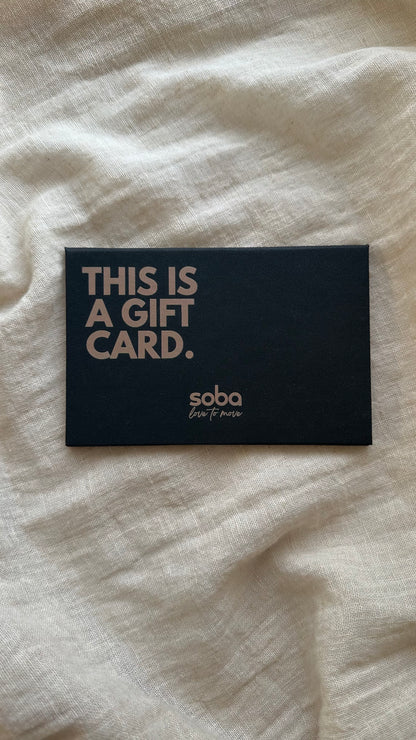 THIS IS
A GIFT
CARD.
soba
love to move